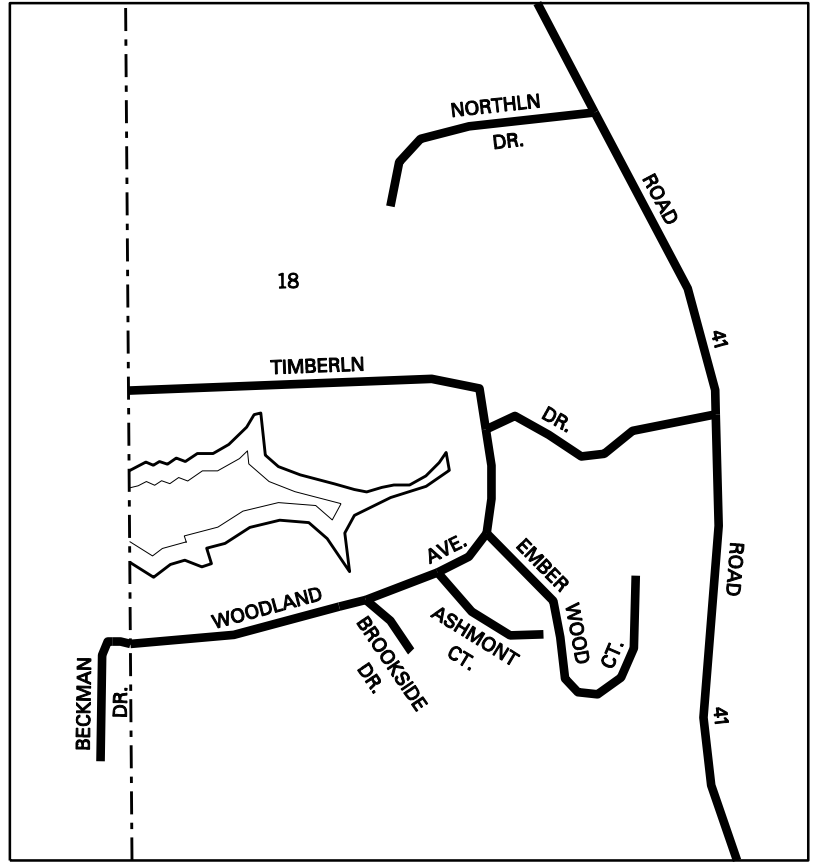 NORTHLN
DR.
ROAD
18
41
TIMBERLN
DR.
AVE.
EMBER
ROAD
WOODLAND
WOOD
ASHMONT
CT.
CT.
BROOKSIDE
DR.
BECKMAN
DR.
41